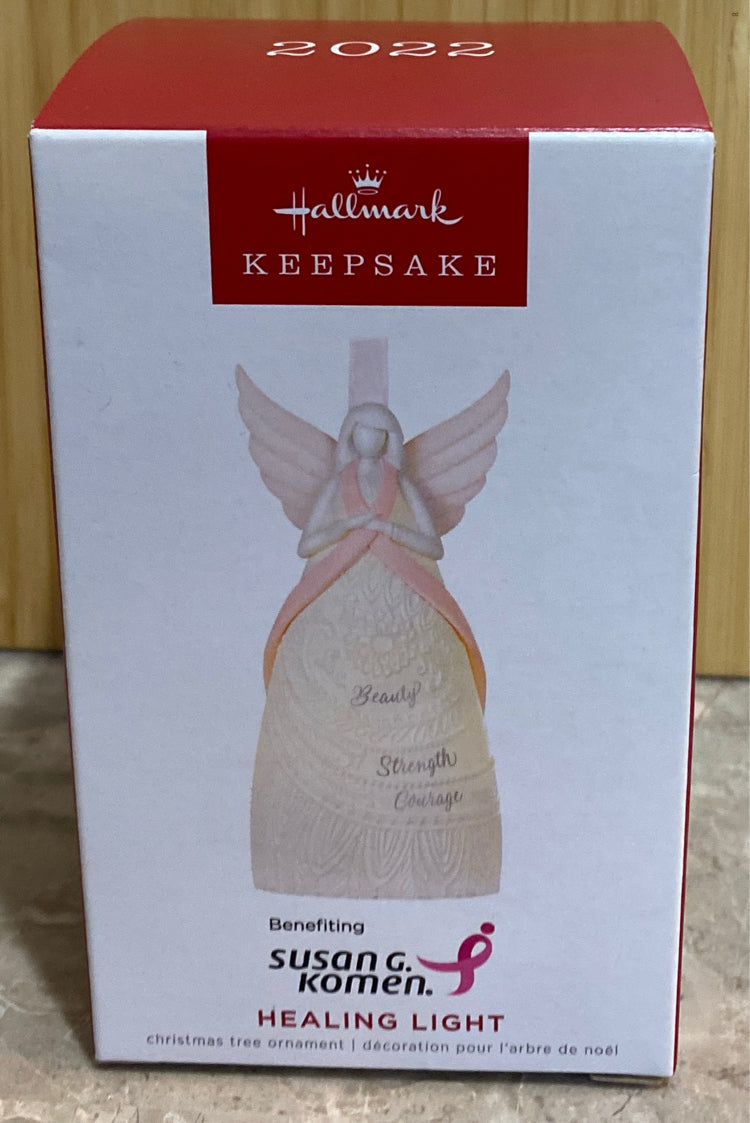 2022
Hallmark
KEEPSAKE
Beauty
Strength
Courage
Benefiting
susan G.
komen.
HEALING LIGHT
christmas tree ornament | décoration pour l'arbre de noël